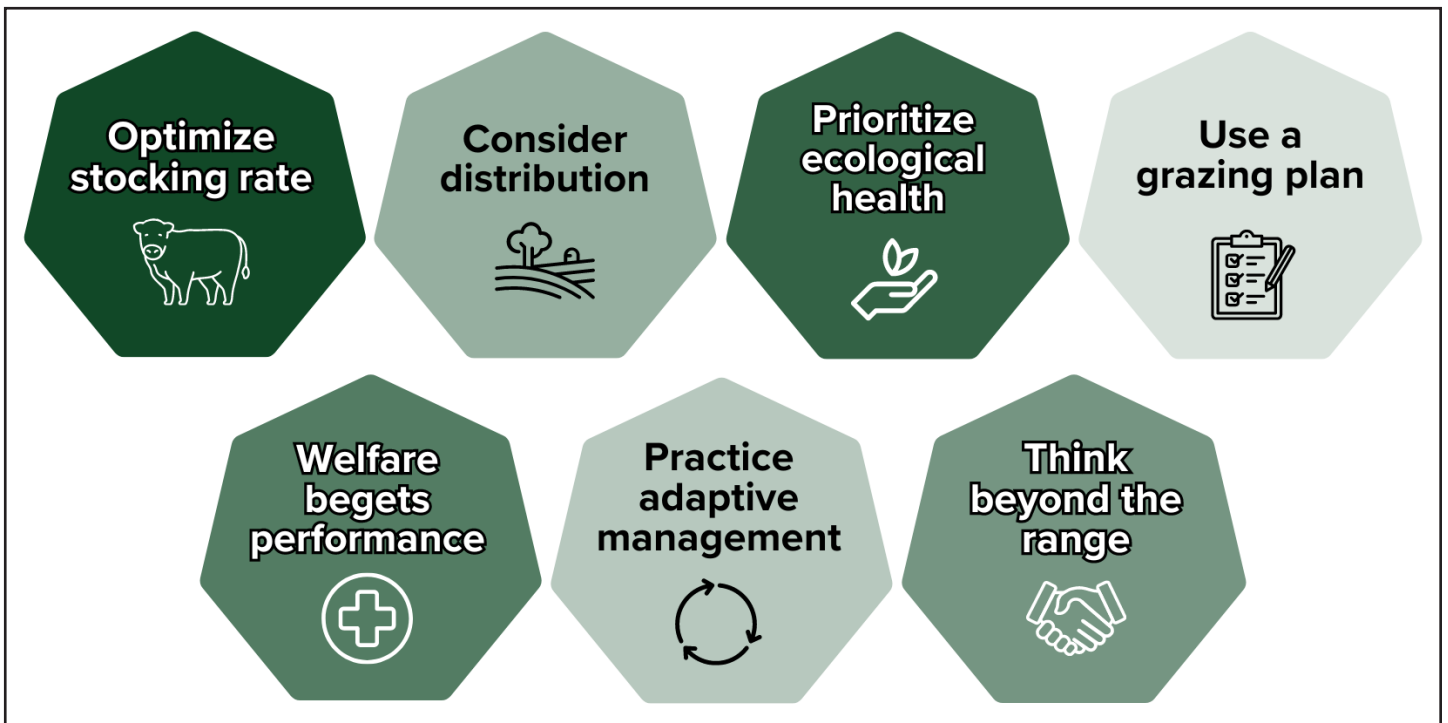 Optimize
stocking rate
Consider
distribution
Prioritize
ecological
health
Use a
grazing plan
Welfare
begets
performance
Practice
adaptive
management
Think
beyond the
range